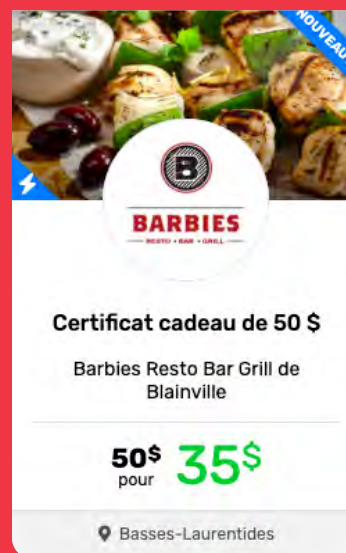 NOUVEAU
B
BARBIES
RESTO • BAR • GRILL
Certificat cadeau de 50 $
Barbies Resto Bar Grill de
Blainville
50$
pour
35$
Basses-Laurentides